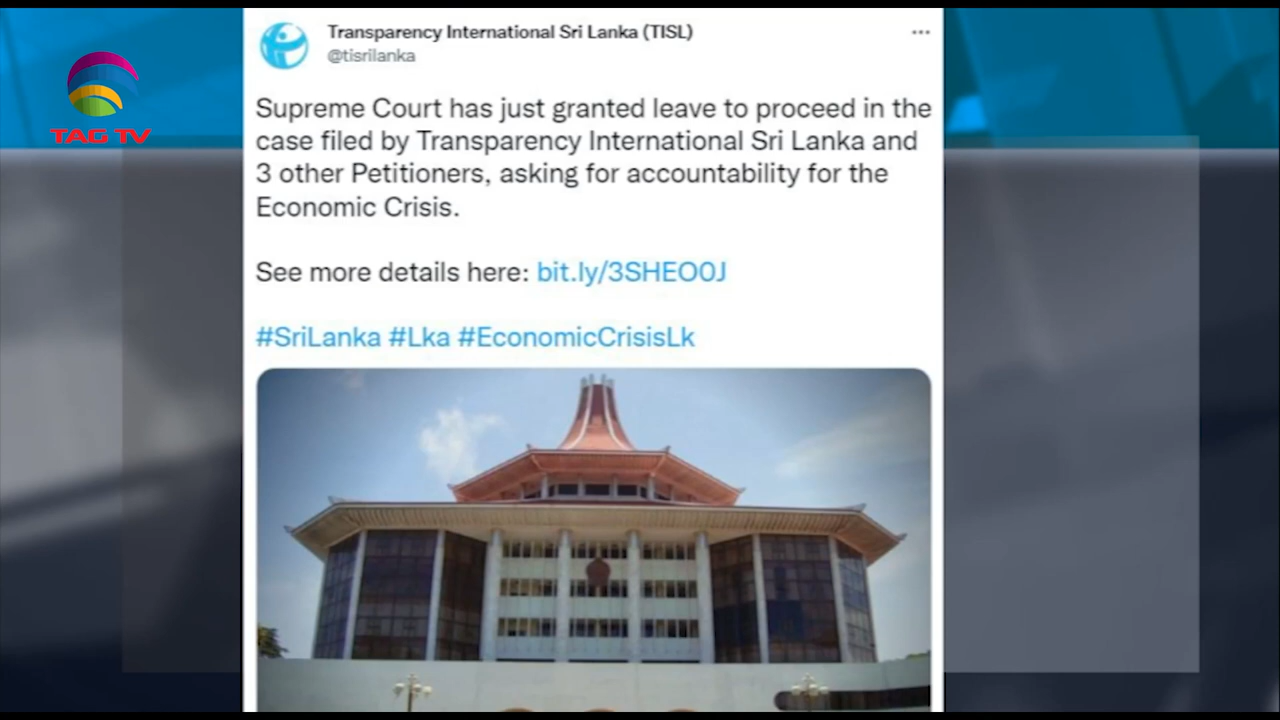 TAG TV
Transparency International Sri Lanka (TISL)
@tisrilanka
Supreme Court has just granted leave to proceed in the
case filed by Transparency International Sri Lanka and
3 other Petitioners, asking for accountability for the
Economic Crisis.
See more details here: bit.ly/3SHEO0J
#SriLanka #Lka #EconomicCrisisLk